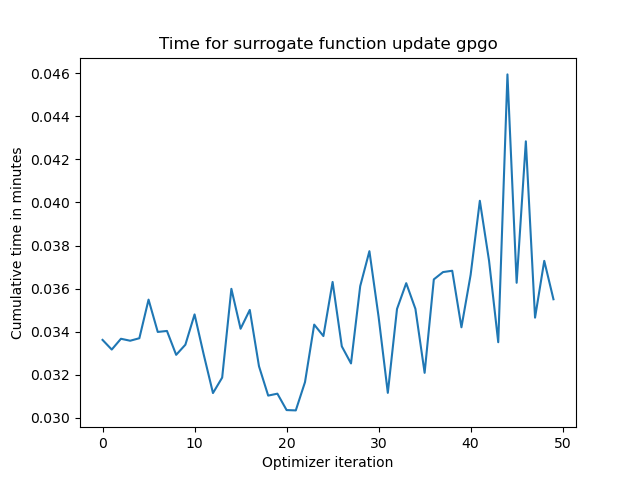 Time for surrogate function update gpgo
0.046
0.044
0.042
0.040
0.038
0.036
0.034
0.032
0.030
Cumulative time in minutes
0 10 20 30 40 50
Optimizer iteration